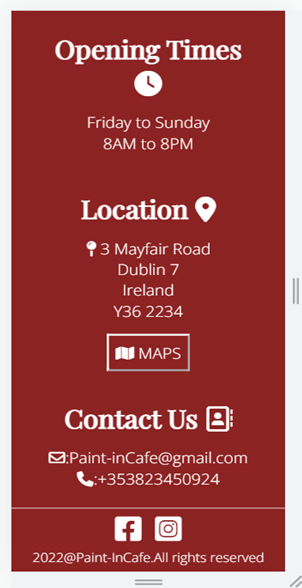 Opening Times
Friday to Sunday
8AM to 8PM
Location
3 Mayfair Road
Dublin 7
Ireland
Y36 2234
MAPS
Contact Us
:Paint-inCafe@gmail.com
:+353823450924
2022@Paint-InCafe.All rights reserved